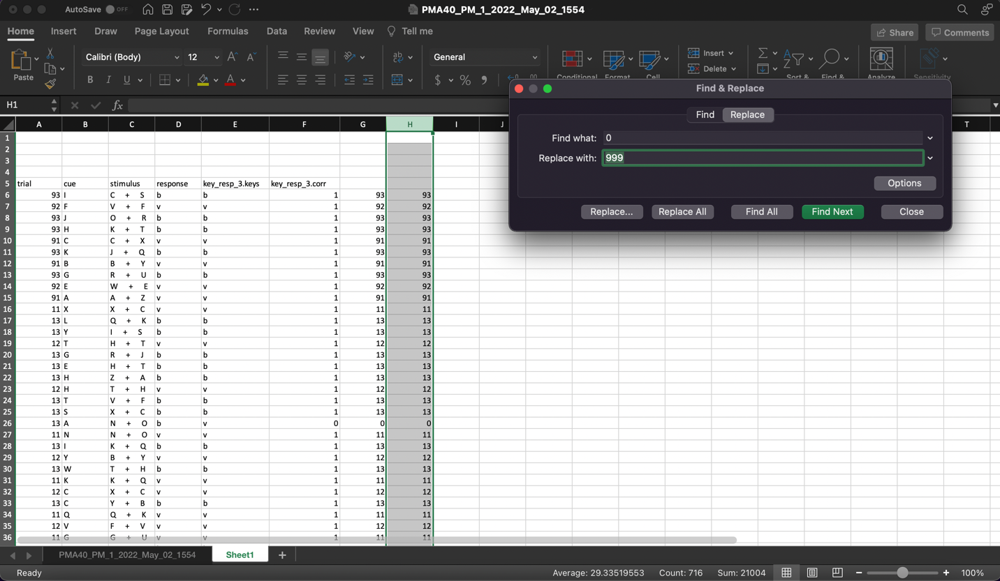 AutoSave OFF PMA40_PM_1_2022_May_02_1554
Home Insert Draw Page Layout Formulas Data Review View Tell me Share Comments
Paste Calibri (Body) 12 A A ab General Insert
B I U A $ % Conditional Format Cell Delete Sort & Find & Analyze Sensitivity
H1 fx
Find & Replace
Find Replace
Find what: 0
Replace with: 999
Options
Replace... Replace All Find All Find Next Close
A B C D E F G H I J T
1
2
3
4
5 trial cue stimulus response key_resp_3.keys key_resp_3.corr
6 93 I C + S b b 1 93 93
7 92 F V + F v v 1 92 92
8 93 J O + R b b 1 93 93
9 93 H K + T b b 1 93 93
10 91 C C + X v v 1 91 91
11 93 K J + Q b b 1 93 93
12 91 B B + Y v v 1 91 91
13 93 G R + U b b 1 93 93
14 92 E W + E v v 1 92 92
15 91 A A + Z v v 1 91 91
16 11 X X + C v v 1 11 11
17 13 L Q + K b b 1 13 13
18 13 Y I + S b b 1 13 13
19 12 T H + T v v 1 12 12
20 13 G R + J b b 1 13 13
21 13 E H + T b b 1 13 13
22 13 H Z + A b b 1 13 13
23 12 H T + H v v 1 12 12
24 13 T V + F b b 1 13 13
25 13 S X + C b b 1 13 13
26 13 A N + O b v 0 0 0
27 11 N N + O v v 1 11 11
28 13 I K + Q b b 1 13 13
29 12 Y B + Y v v 1 12 12
30 13 W T + H b b 1 13 13
31 11 K K + Q v v 1 11 11
32 12 C X + C v v 1 12 12
33 13 C Y + B b b 1 13 13
34 11 Q Q + K v v 1 11 11
35 12 V F + V v v 1 12 12
36 11 G G + U v v 1 11 11
PMA40_PM_1_2022_May_02_1554 Sheet1 +
Ready Average: 29.33519553 Count: 716 Sum: 21004 - + 100%